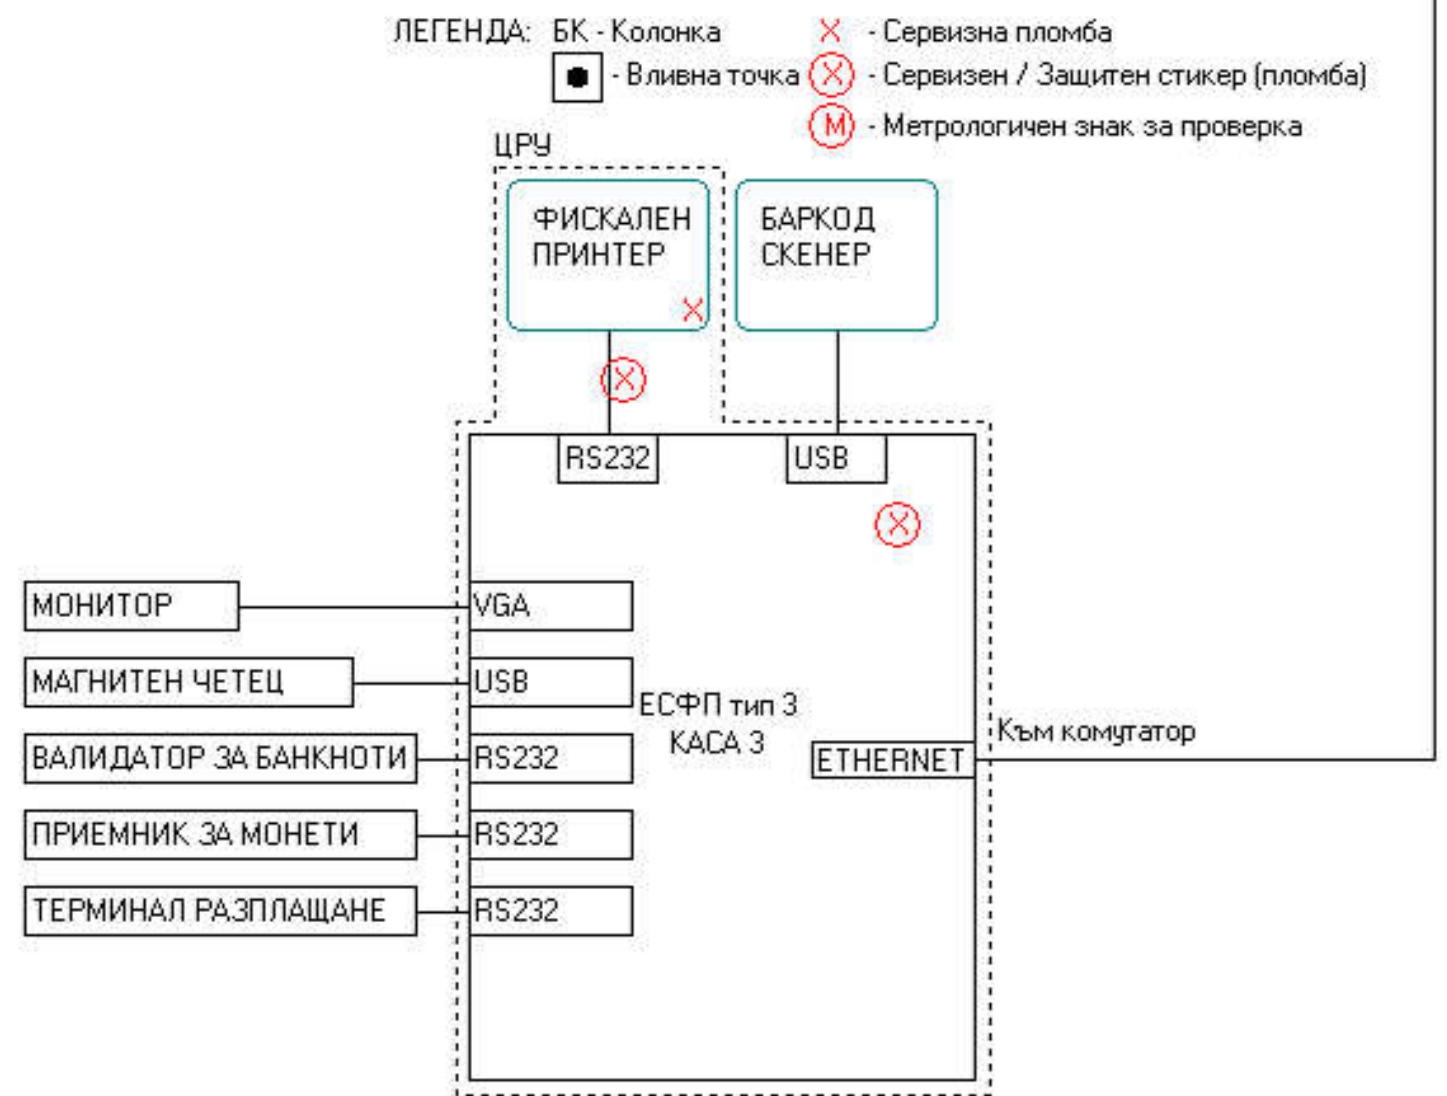 ЛЕГЕНДА: БК - Колонка X - Сервизна пломба
- Вливна точка X - Сервизен / Защитен стикер (пломба)
M - Метрологичен знак за проверка
ЦРУ
ФИСКАЛЕН
ПРИНТЕР
X
БАРКОД
СКЕНЕР
X
RS232
USB
X
МОНИТОР
VGA
МАГНИТЕН ЧЕТЕЦ
USB
ЕСФП тип 3
КАСА 3
ВАЛИДАТОР ЗА БАНКНОТИ
RS232
ETHERNET
Към комутатор
ПРИЕМНИК ЗА МОНЕТИ
RS232
ТЕРМИНАЛ РАЗПЛАЩАНЕ
RS232